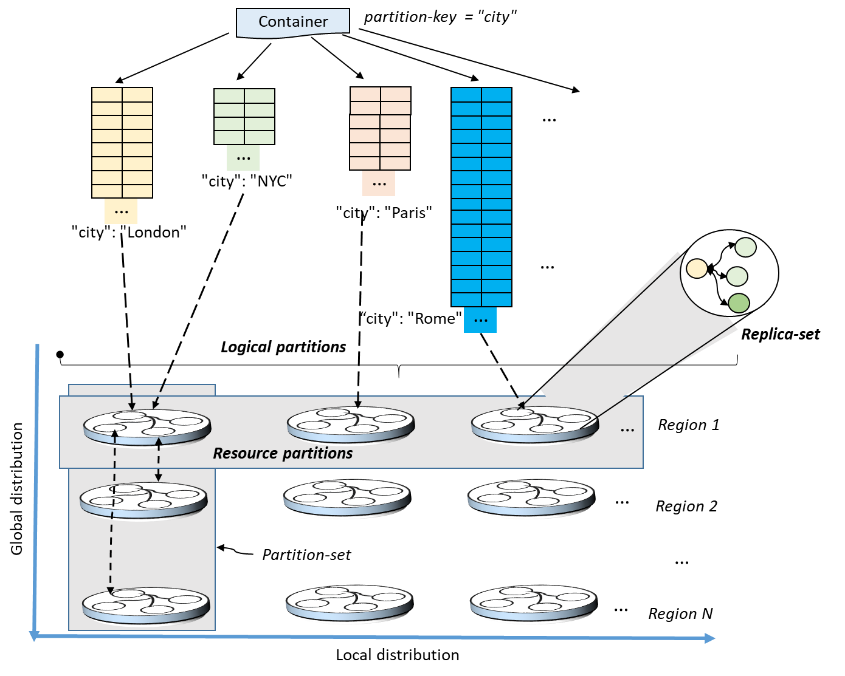 Container
partition-key = "city"
...
...
"city": "NYC"
...
...
"city": "Paris"
"city": "London"
...
"city": "Rome"
...
Replica-set
Logical partitions
Region 1
...
Resource partitions
Region 2
...
Global distribution
Partition-set
...
Region N
...
Local distribution